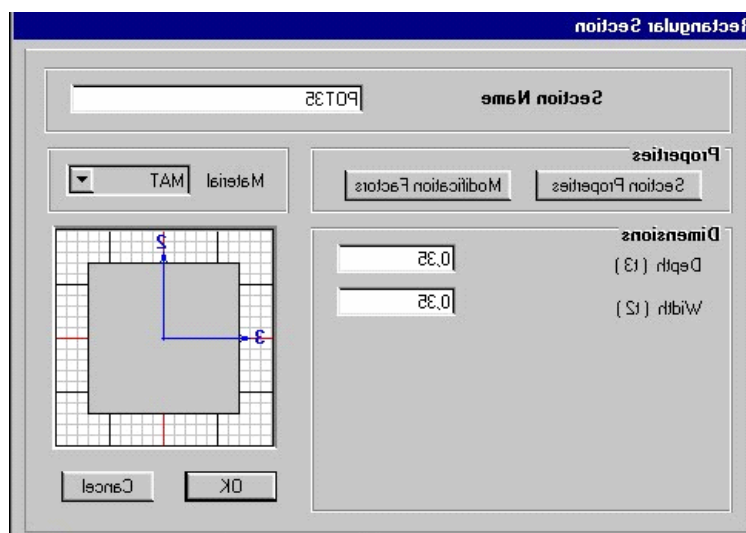 Rectangular Section
Section Name
POT35
Properties
Section Properties
Modification Factors
Material
MAT
Dimensions
Depth ( t3 )
0,35
Width ( t2 )
0,35
2
3
OK
Cancel